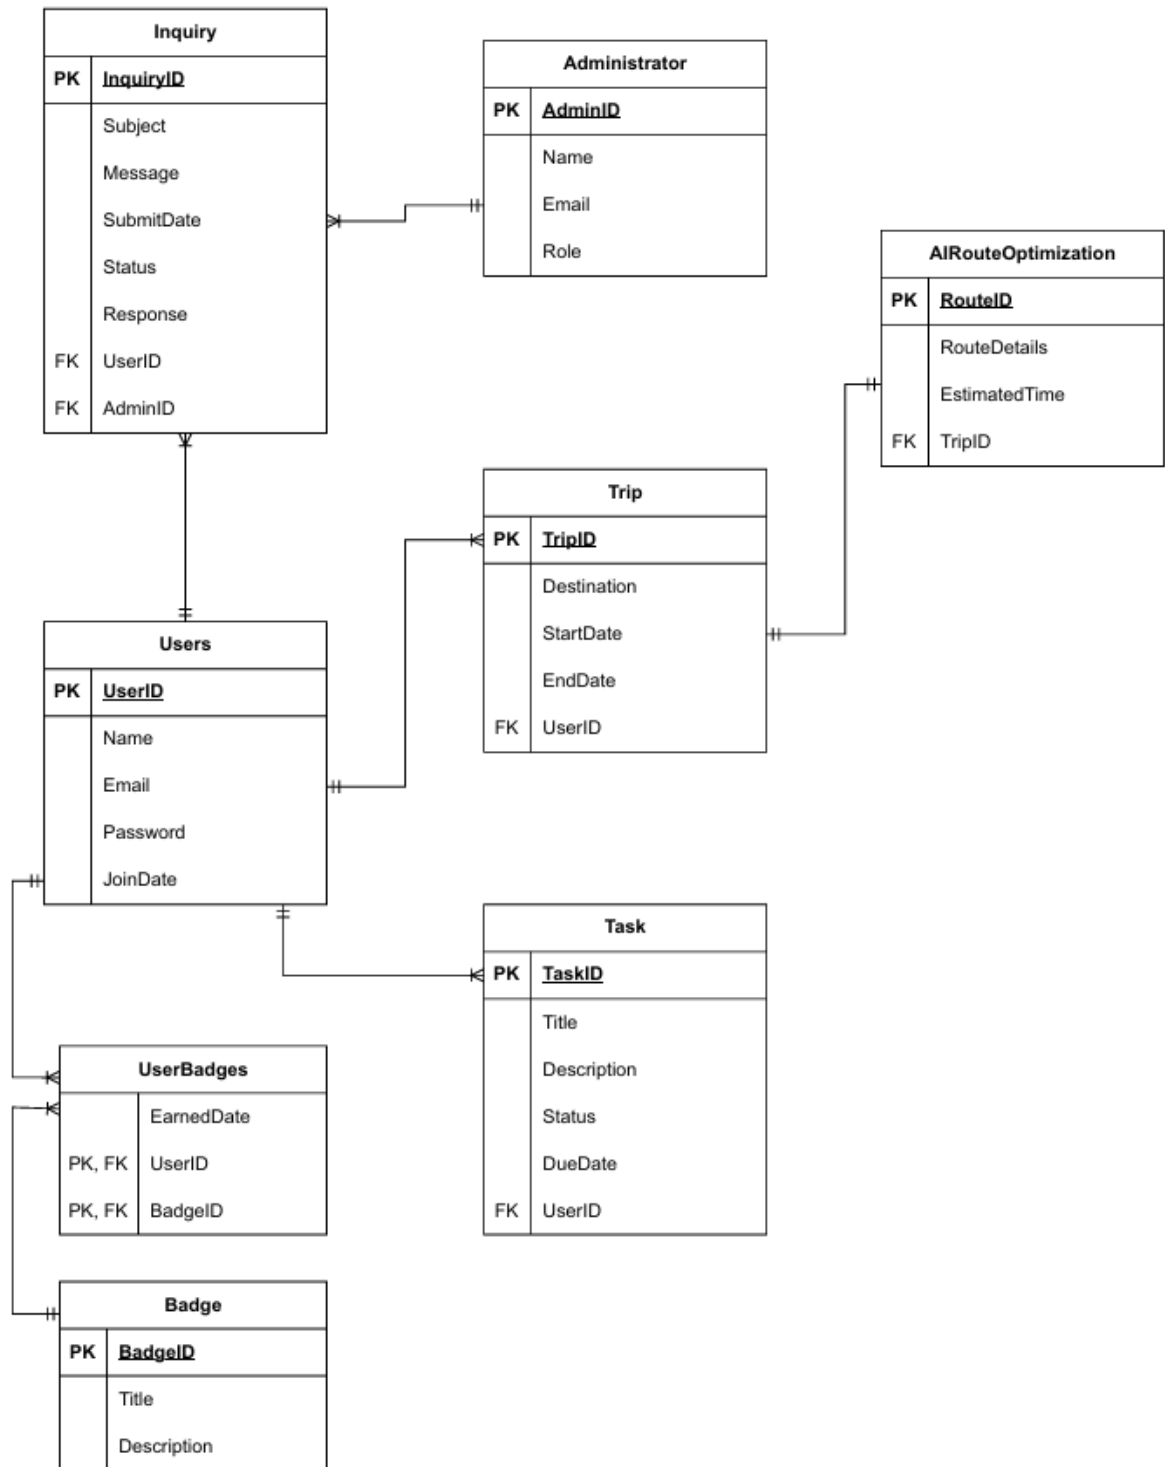 Inquiry
PK InquiryID
Subject
Message
SubmitDate
Status
Response
FK UserID
FK AdminID
Administrator
PK AdminID
Name
Email
Role
AIRouteOptimization
PK RouteID
RouteDetails
EstimatedTime
FK TripID
Trip
PK TripID
Destination
StartDate
EndDate
FK UserID
Users
PK UserID
Name
Email
Password
JoinDate
Task
PK TaskID
Title
Description
Status
DueDate
FK UserID
UserBadges
EarnedDate
PK, FK UserID
PK, FK BadgeID
Badge
PK BadgeID
Title
Description